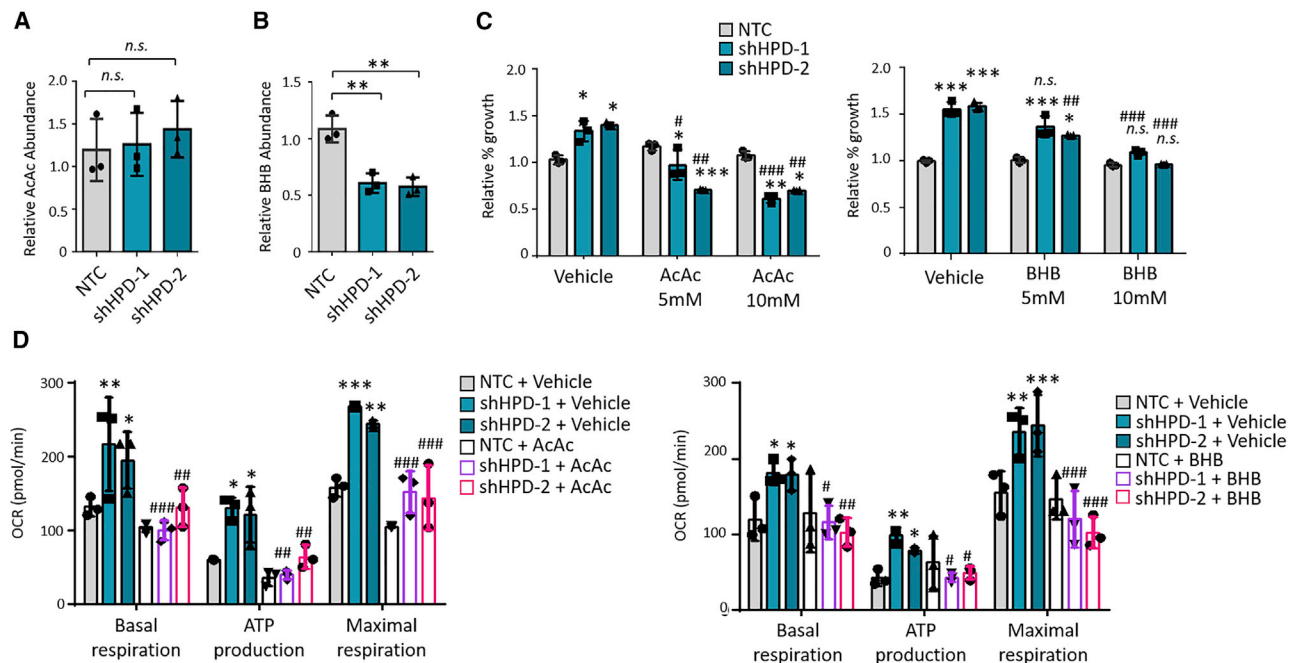 A
n.s.
n.s.
Relative AcAc Abundance
2.0
1.5
1.0
0.5
0
NTC
shHPD-1
shHPD-2
B
**
**
Relative BHB Abundance
1.5
1.0
0.5
0
NTC
shHPD-1
shHPD-2
C
NTC
shHPD-1
shHPD-2
Relative % growth
2.0
1.5
1.0
0.5
0
* * # * ## *** ### ** ## *
Vehicle AcAc AcAc
5mM 10mM
Relative % growth
2.0
1.5
1.0
0.5
0
*** *** n.s. *** ## * ### n.s. ### n.s.
Vehicle BHB BHB
5mM 10mM
D
OCR (pmol/min)
300
200
100
0
** * ### ## * * ## ## *** ** ### ###
Basal ATP Maximal
respiration production respiration
NTC + Vehicle
shHPD-1 + Vehicle
shHPD-2 + Vehicle
NTC + AcAc
shHPD-1 + AcAc
shHPD-2 + AcAc
OCR (pmol/min)
300
200
100
0
* * # ## ** * # # ** *** ### ###
Basal ATP Maximal
respiration production respiration
NTC + Vehicle
shHPD-1 + Vehicle
shHPD-2 + Vehicle
NTC + BHB
shHPD-1 + BHB
shHPD-2 + BHB